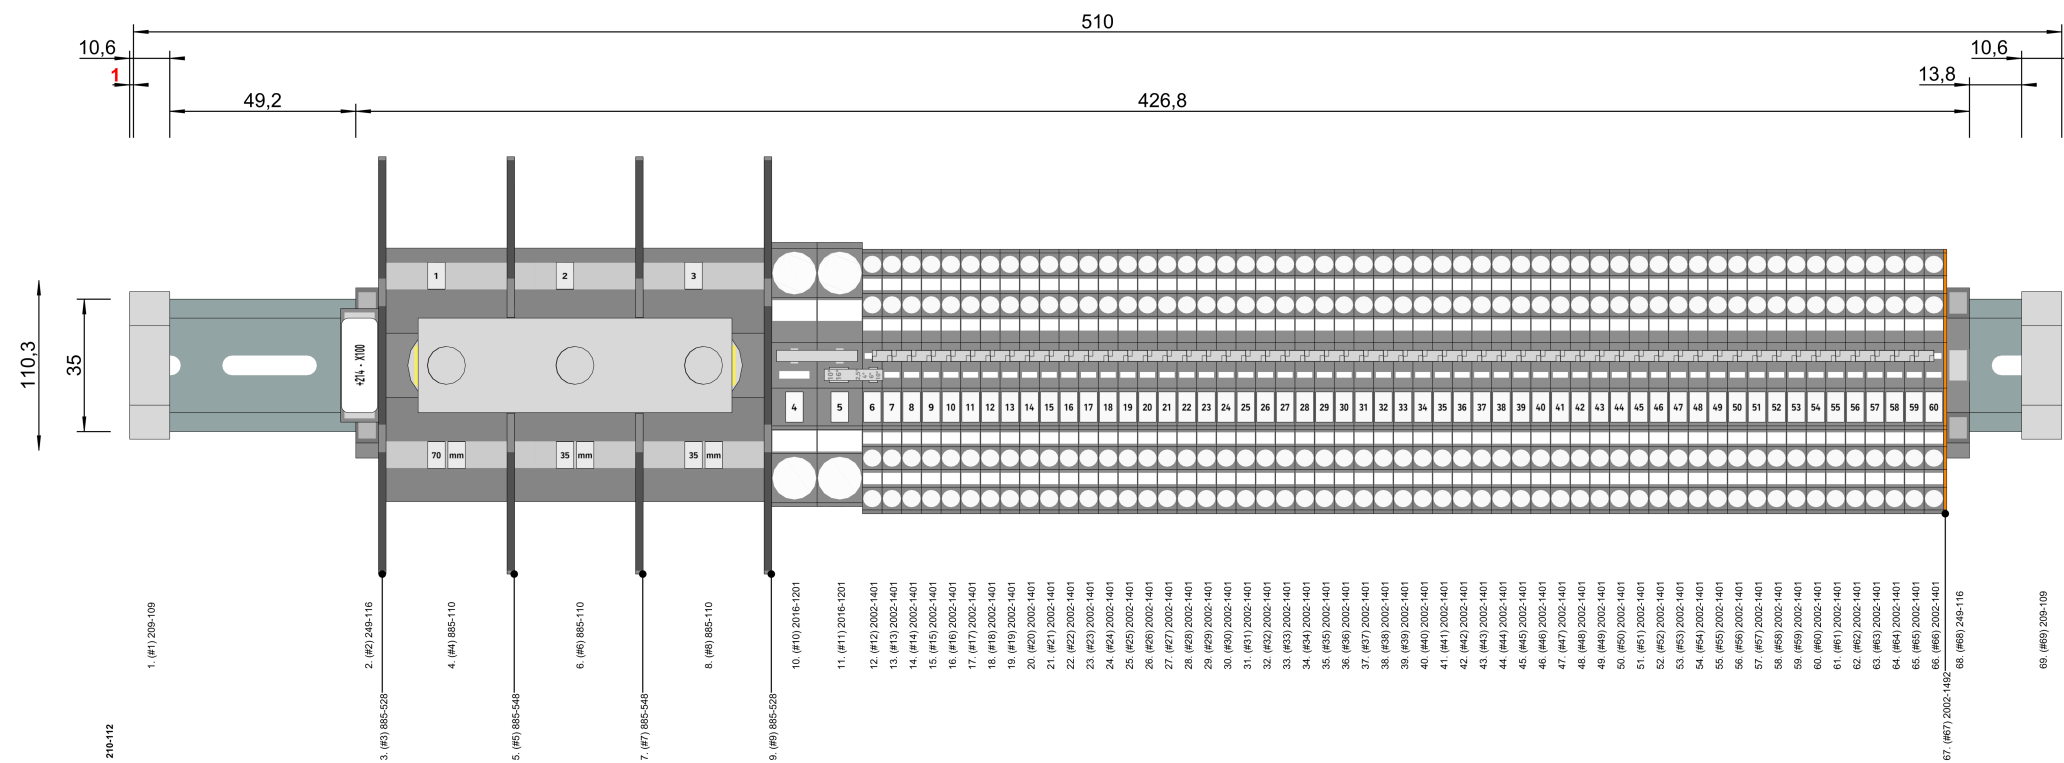 510
10,6
10,6
1
13,8
49,2
426,8
110,3
35
1
2
3
+214 - X100
4 5 6 7 8 9 10 11 12 13 14 15 16 17 18 19 20 21 22 23 24 25 26 27 28 29 30 31 32 33 34 35 36 37 38 39 40 41 42 43 44 45 46 47 48 49 50 51 52 53 54 55 56 57 58 59 60
70 mm
35 mm
35 mm
1. (#1) 209-109
2. (#2) 249-116
3. (#3) 885-528
4. (#4) 885-110
5. (#5) 885-548
6. (#6) 885-110
7. (#7) 885-548
8. (#8) 885-110
9. (#9) 885-528
10. (#10) 2016-1201
11. (#11) 2016-1201
12. (#12) 2002-1401
13. (#13) 2002-1401
14. (#14) 2002-1401
15. (#15) 2002-1401
16. (#16) 2002-1401
17. (#17) 2002-1401
18. (#18) 2002-1401
19. (#19) 2002-1401
20. (#20) 2002-1401
21. (#21) 2002-1401
22. (#22) 2002-1401
23. (#23) 2002-1401
24. (#24) 2002-1401
25. (#25) 2002-1401
26. (#26) 2002-1401
27. (#27) 2002-1401
28. (#28) 2002-1401
29. (#29) 2002-1401
30. (#30) 2002-1401
31. (#31) 2002-1401
32. (#32) 2002-1401
33. (#33) 2002-1401
34. (#34) 2002-1401
35. (#35) 2002-1401
36. (#36) 2002-1401
37. (#37) 2002-1401
38. (#38) 2002-1401
39. (#39) 2002-1401
40. (#40) 2002-1401
41. (#41) 2002-1401
42. (#42) 2002-1401
43. (#43) 2002-1401
44. (#44) 2002-1401
45. (#45) 2002-1401
46. (#46) 2002-1401
47. (#47) 2002-1401
48. (#48) 2002-1401
49. (#49) 2002-1401
50. (#50) 2002-1401
51. (#51) 2002-1401
52. (#52) 2002-1401
53. (#53) 2002-1401
54. (#54) 2002-1401
55. (#55) 2002-1401
56. (#56) 2002-1401
57. (#57) 2002-1401
58. (#58) 2002-1401
59. (#59) 2002-1401
60. (#60) 2002-1401
61. (#61) 2002-1401
62. (#62) 2002-1401
63. (#63) 2002-1401
64. (#64) 2002-1401
65. (#65) 2002-1401
66. (#66) 2002-1401
67. (#67) 2002-1492
68. (#68) 249-116
69. (#69) 209-109
210-112